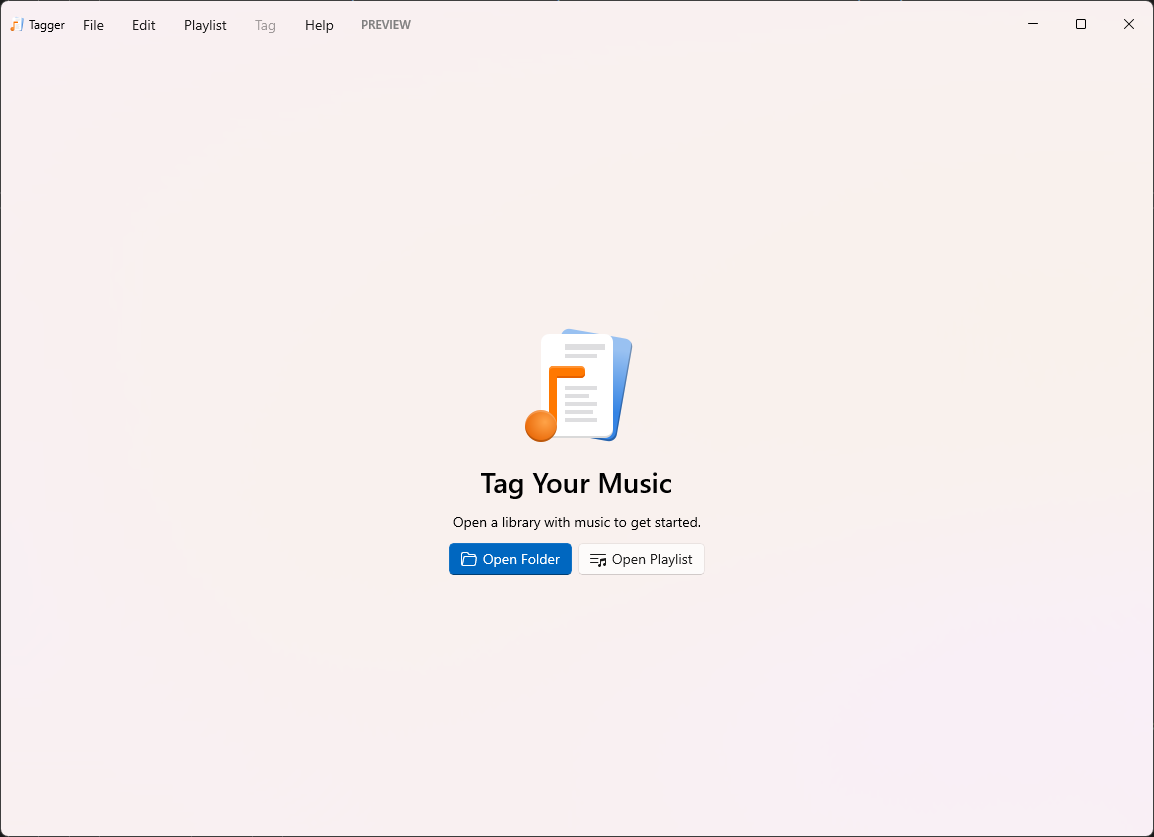 Tagger File Edit Playlist Tag Help PREVIEW
Tag Your Music
Open a library with music to get started.
Open Folder Open Playlist